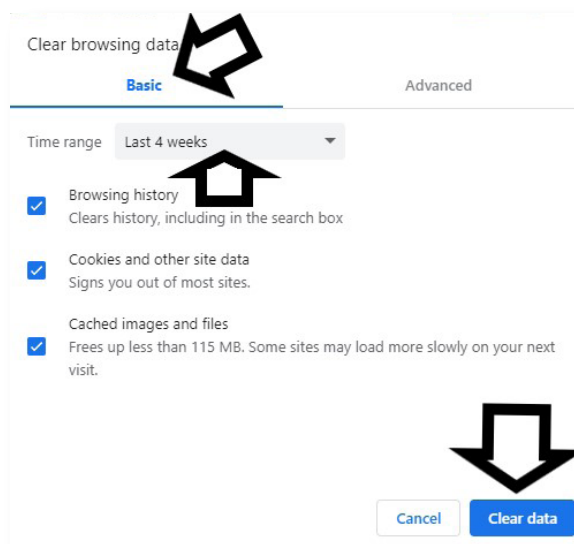 Clear browsing data
Basic
Advanced
Time range
Last 4 weeks
Browsing history
Clears history, including in the search box
Cookies and other site data
Signs you out of most sites.
Cached images and files
Frees up less than 115 MB. Some sites may load more slowly on your next
visit.
Cancel
Clear data